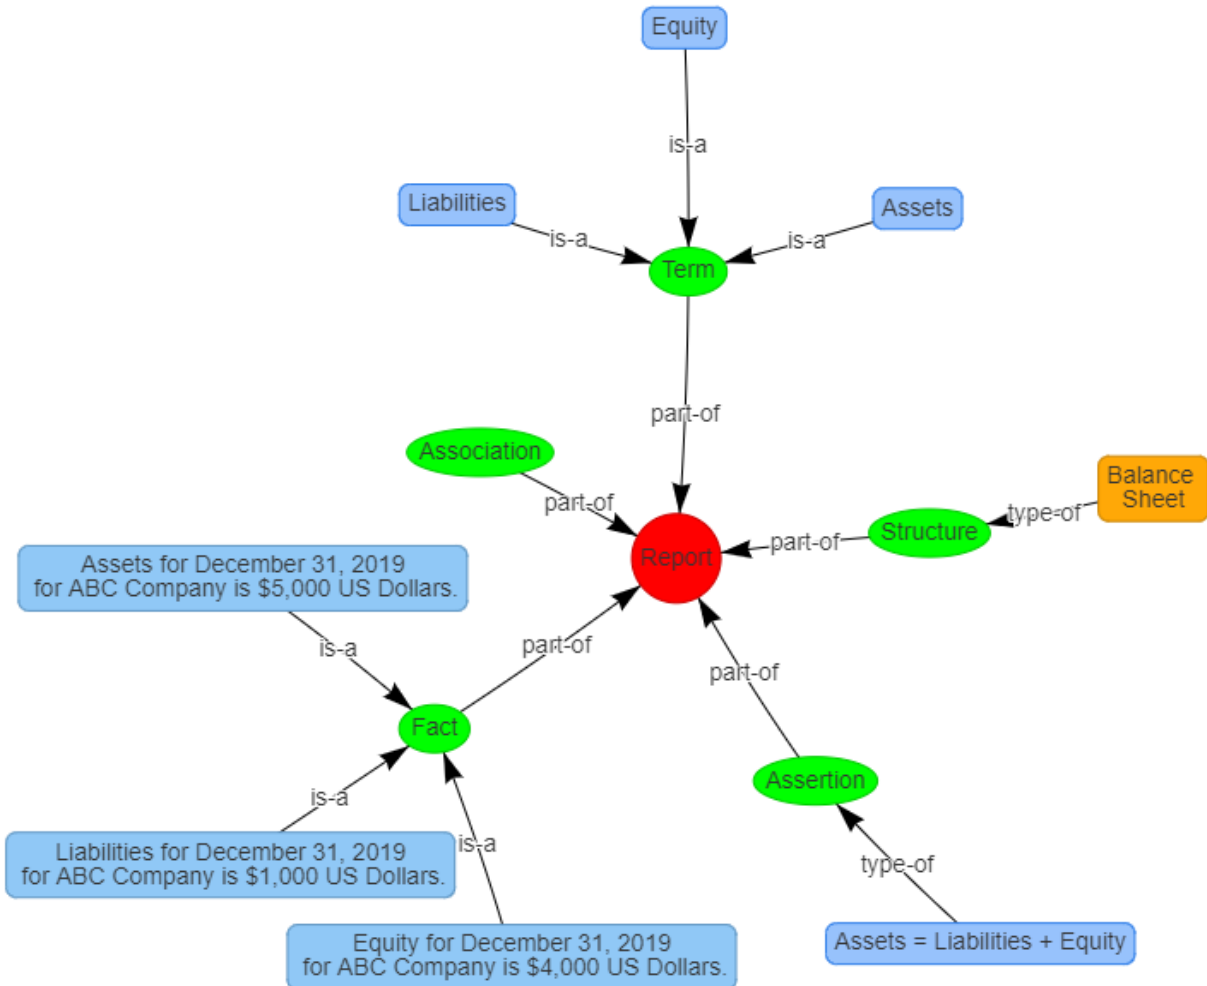 Equity
is-a
Liabilities
Assets
is-a
is-a
Term
part-of
Association
part-of
Balance
Sheet
type-of
Structure
part-of
Report
Assets for December 31, 2019
for ABC Company is $5,000 US Dollars.
is-a
part-of
part-of
Fact
Assertion
is-a
is-a
Liabilities for December 31, 2019
for ABC Company is $1,000 US Dollars.
type-of
Equity for December 31, 2019
for ABC Company is $4,000 US Dollars.
Assets = Liabilities + Equity